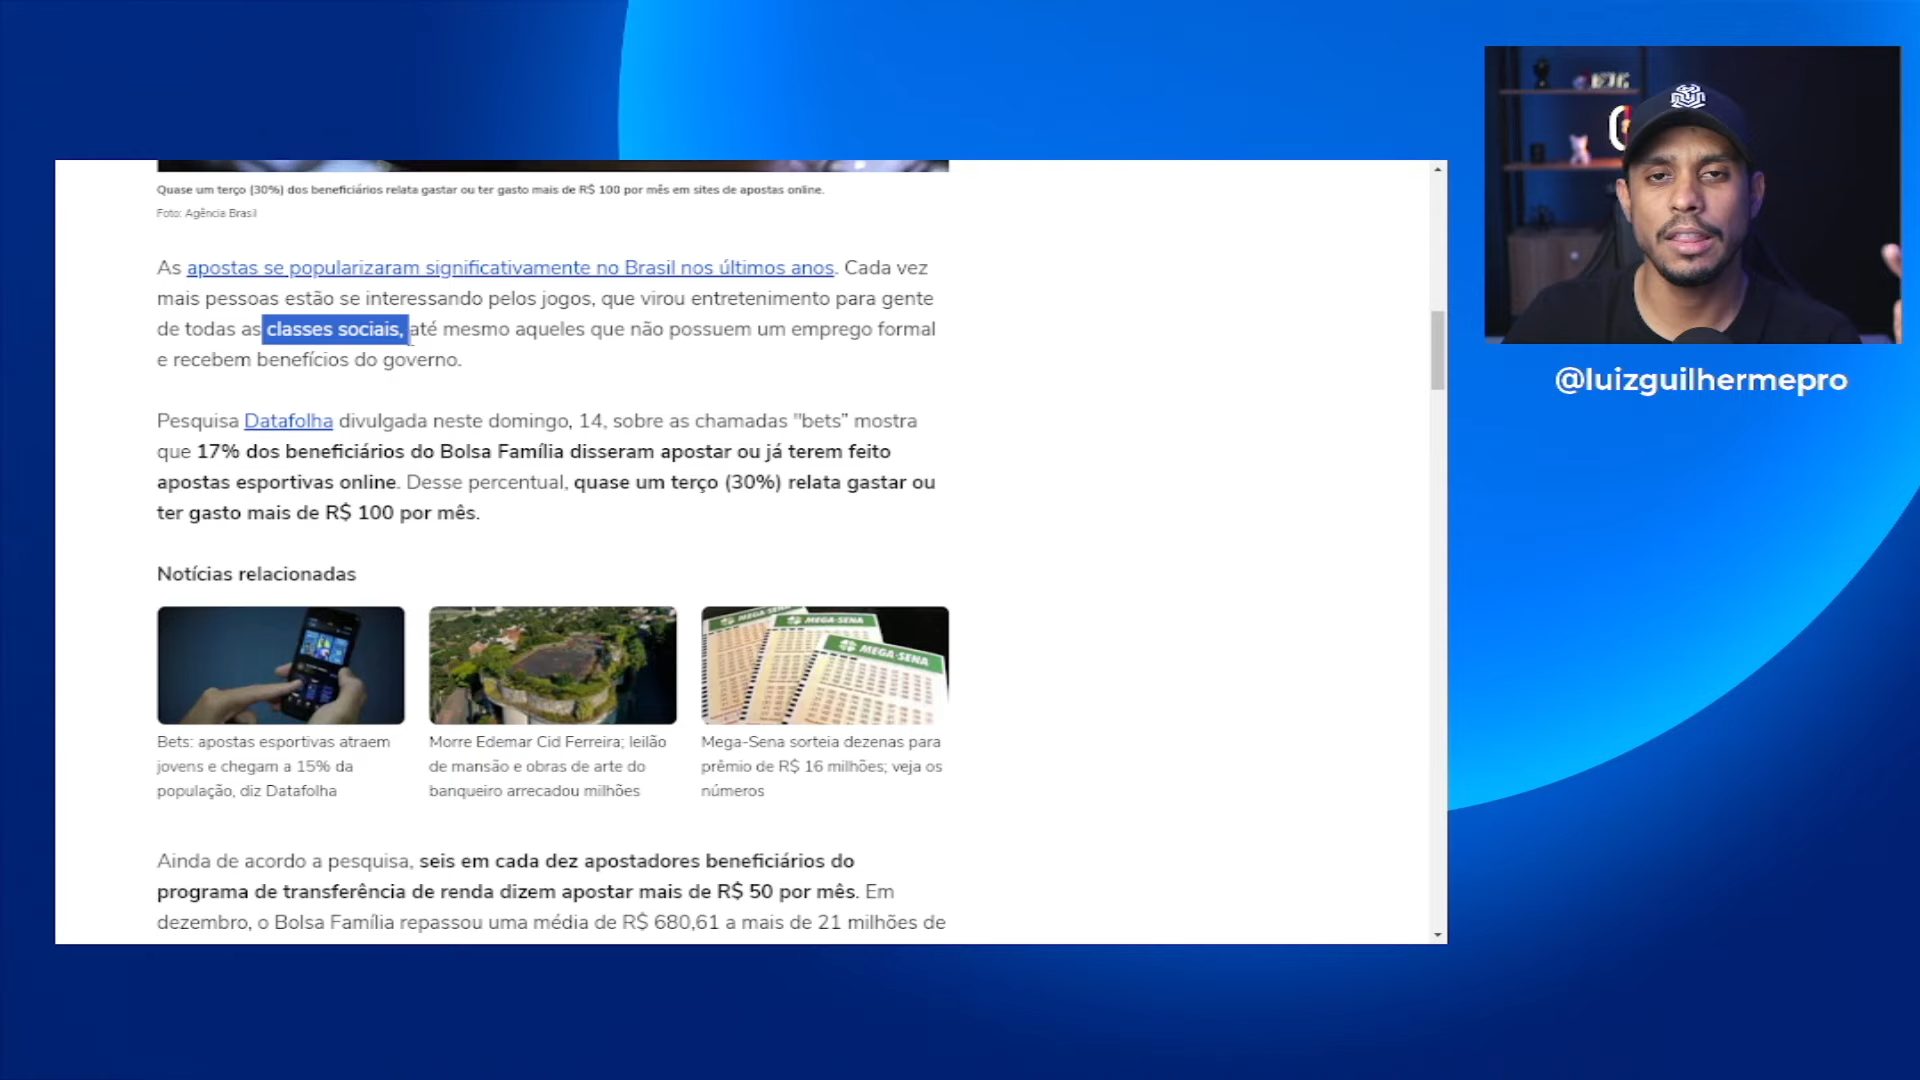 Quase um terço (30%) dos beneficiários relata gastar ou ter gasto mais de R$ 100 por mês em sites de apostas online.
Foto: Agência Brasil
As apostas se popularizaram significativamente no Brasil nos últimos anos. Cada vez
mais pessoas estão se interessando pelos jogos, que virou entretenimento para gente
de todas as classes sociais, até mesmo aqueles que não possuem um emprego formal
e recebem benefícios do governo.
Pesquisa Datafolha divulgada neste domingo, 14, sobre as chamadas "bets” mostra
que 17% dos beneficiários do Bolsa Família disseram apostar ou já terem feito
apostas esportivas online. Desse percentual, quase um terço (30%) relata gastar ou
ter gasto mais de R$ 100 por mês.
Notícias relacionadas
MEGA-SENA
MEGA-SENA
MEGA-SENA
Bets: apostas esportivas atraem
jovens e chegam a 15% da
população, diz Datafolha
Morre Edemar Cid Ferreira; leilão
de mansão e obras de arte do
banqueiro arrecadou milhões
Mega-Sena sorteia dezenas para
prêmio de R$ 16 milhões; veja os
números
Ainda de acordo a pesquisa, seis em cada dez apostadores beneficiários do
programa de transferência de renda dizem apostar mais de R$ 50 por mês. Em
dezembro, o Bolsa Família repassou uma média de R$ 680,61 a mais de 21 milhões de
@luizguilhermepro